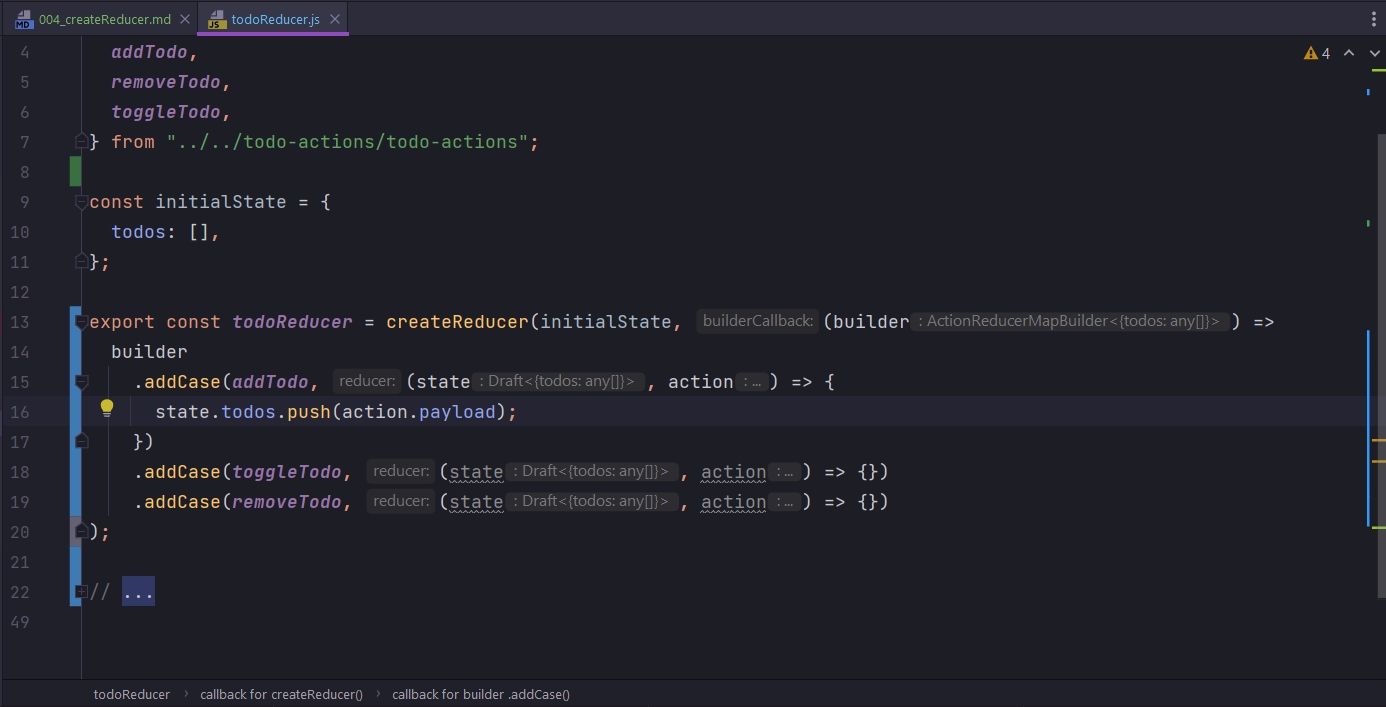 MD 004_createReducer.md JS todoReducer.js
4 addTodo, 4
5 removeTodo,
6 toggleTodo,
7 } from "../../todo-actions/todo-actions";
8
9 const initialState = {
10 todos: [],
11 };
12
13 export const todoReducer = createReducer(initialState, builderCallback: (builder : ActionReducerMapBuilder<{todos: any[]}> ) =>
14 builder
15 .addCase(addTodo, reducer: (state : Draft<{todos: any[]}> , action : ... ) => {
16 state.todos.push(action.payload);
17 })
18 .addCase(toggleTodo, reducer: (state : Draft<{todos: any[]}> , action : ... ) => {})
19 .addCase(removeTodo, reducer: (state : Draft<{todos: any[]}> , action : ... ) => {})
20 );
21
22 // ...
49
todoReducer › callback for createReducer() › callback for builder .addCase()